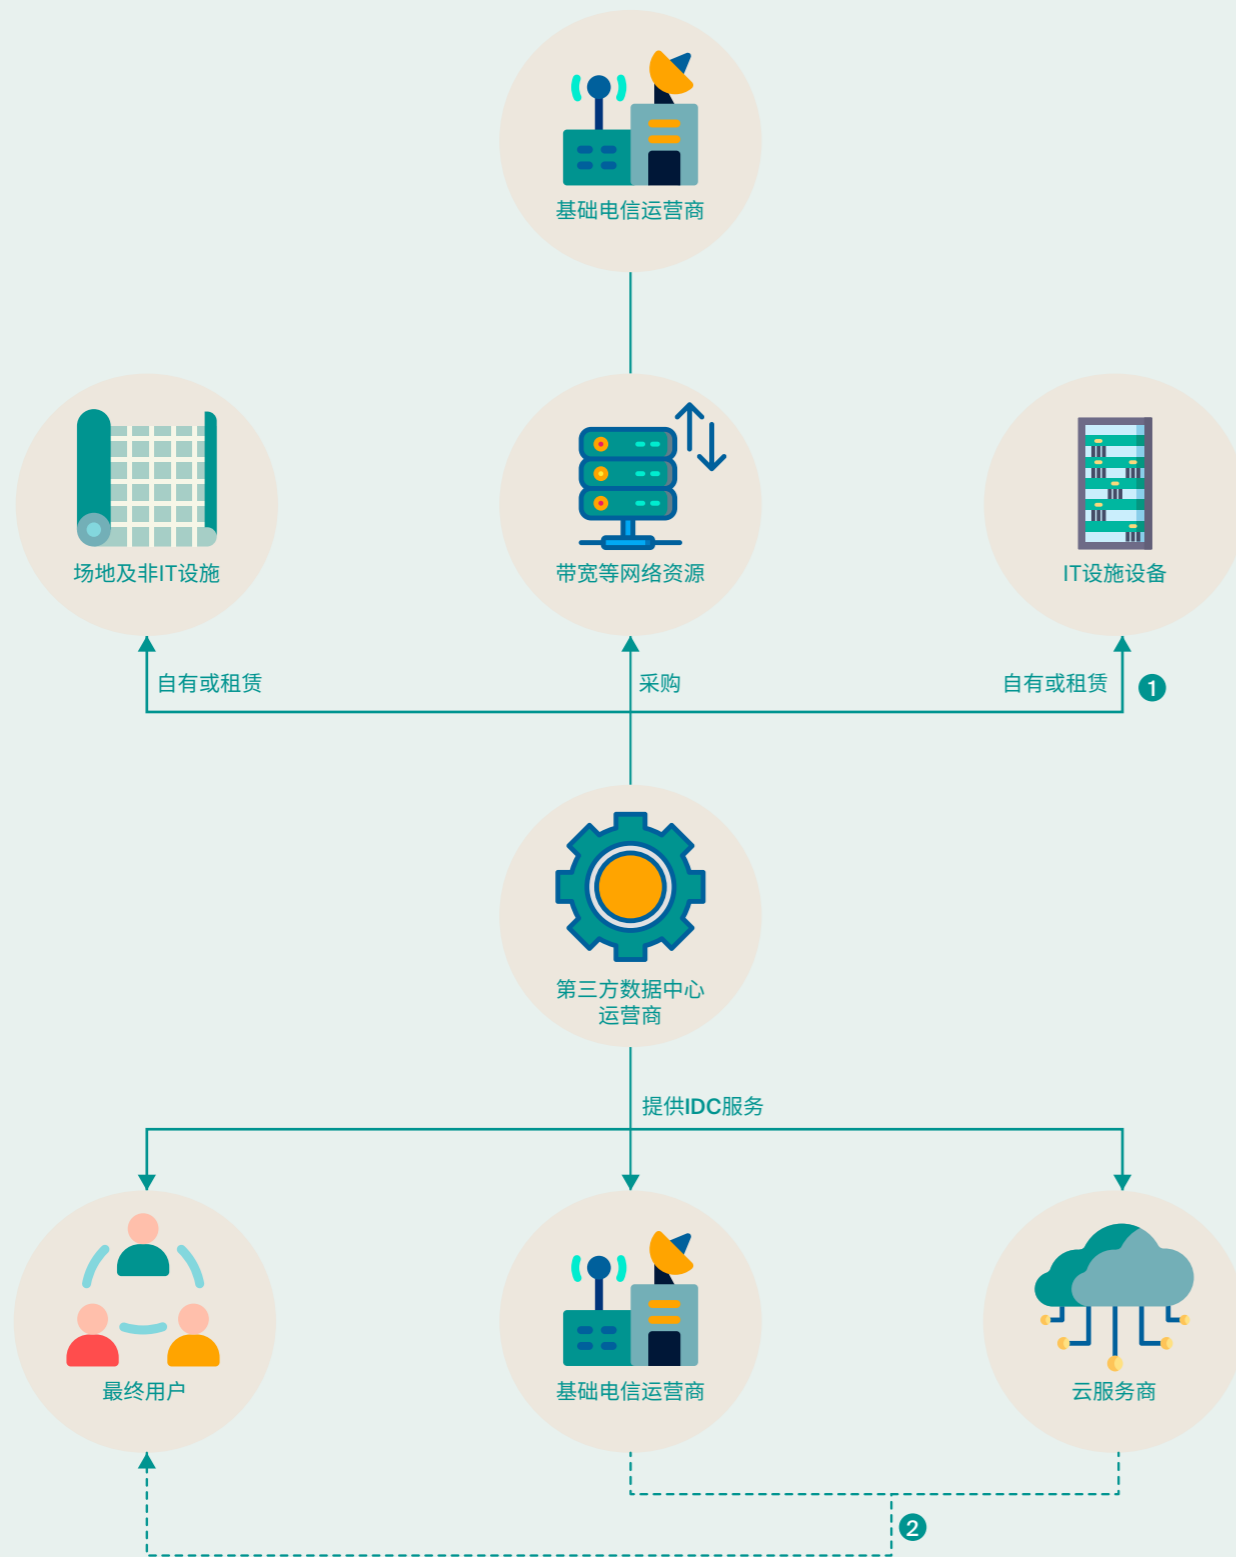 基础电信运营商
场地及非IT设施
带宽等网络资源
IT设施设备
自有或租赁
采购
自有或租赁
1
第三方数据中心
运营商
提供IDC服务
最终用户
基础电信运营商
云服务商
2